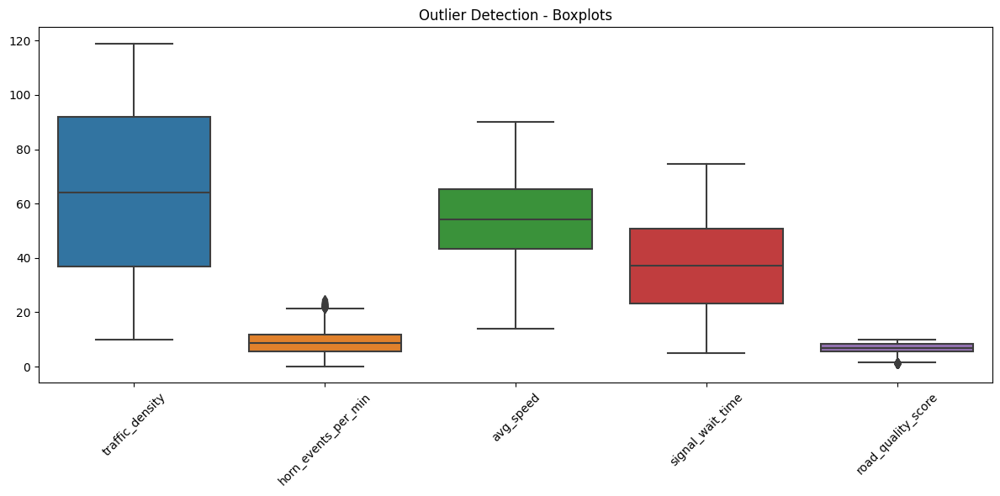 Outlier Detection - Boxplots
120
100
80
60
40
20
0
traffic_density
horn_events_per_min
avg_speed
signal_wait_time
road_quality_score